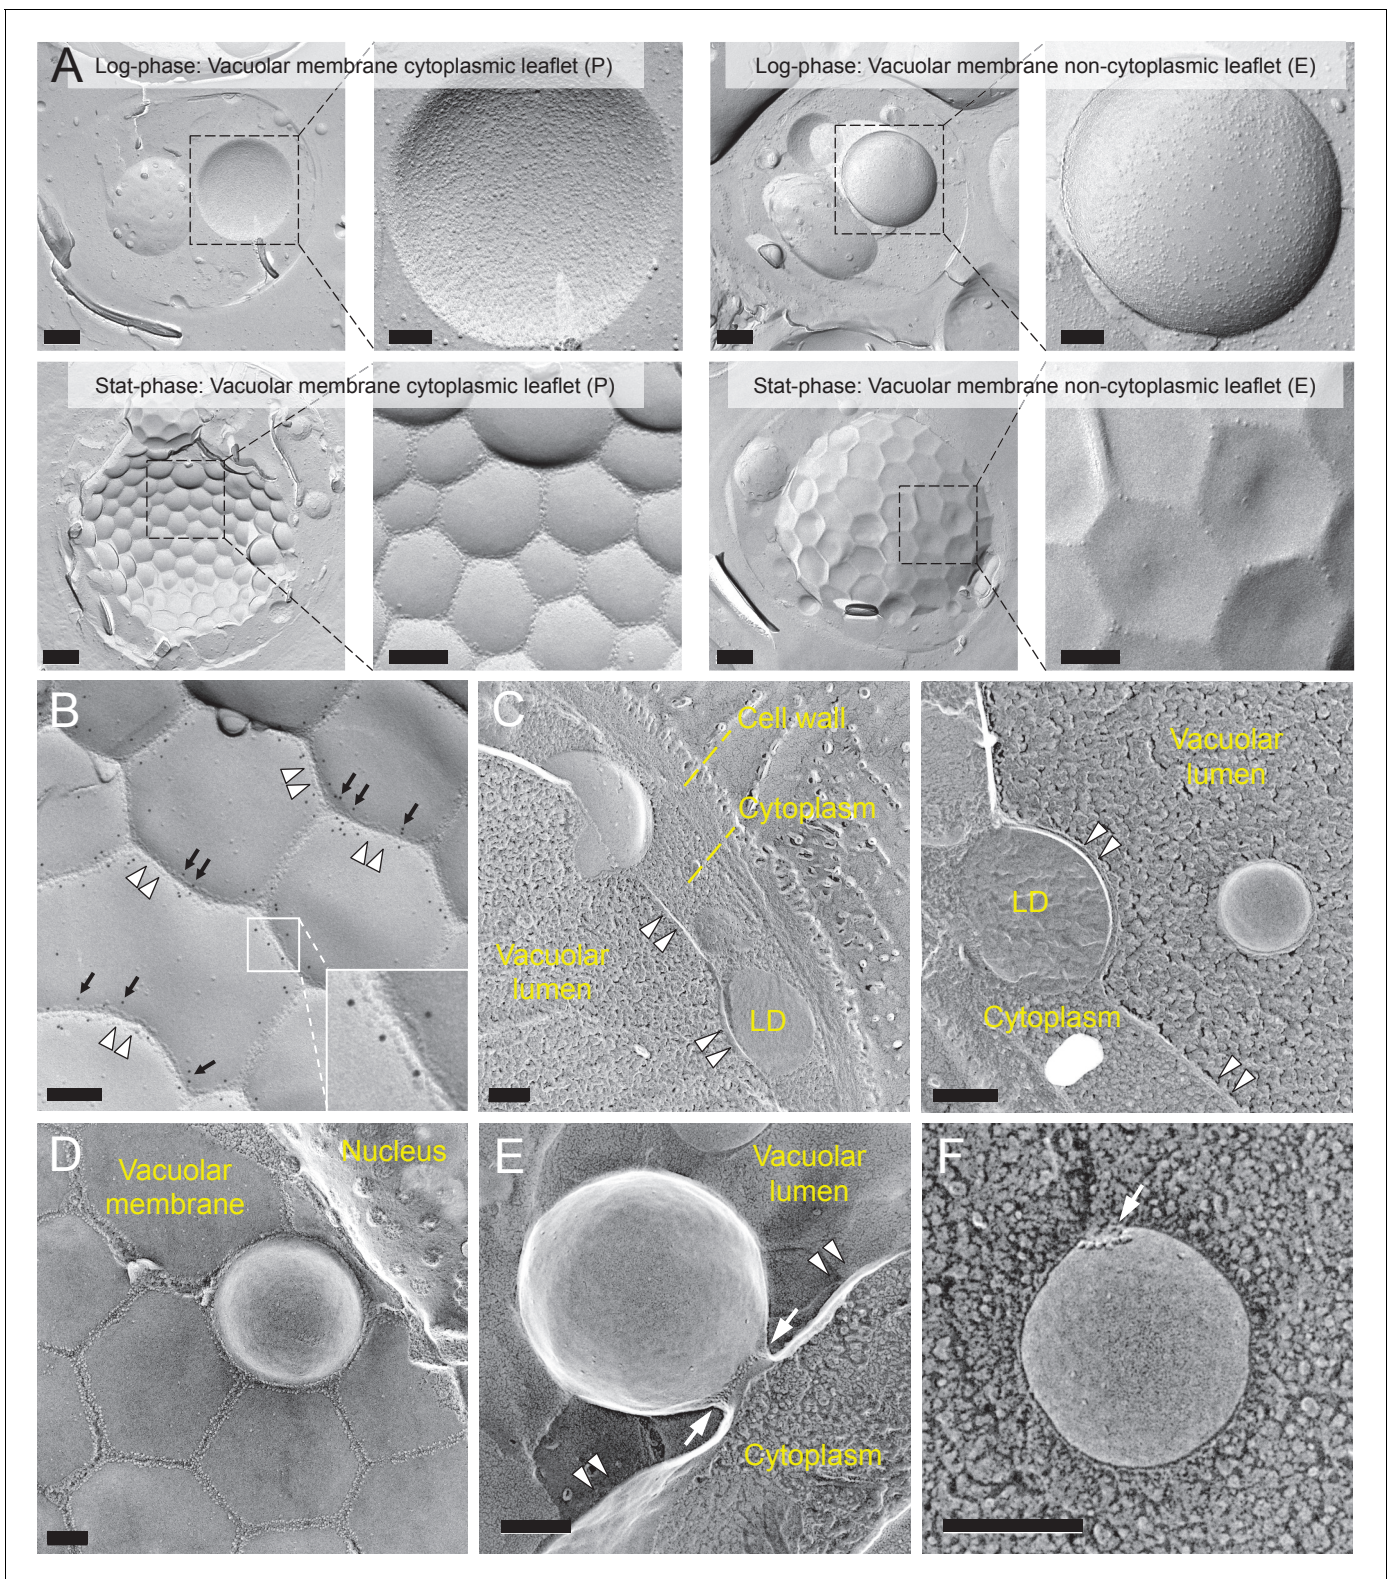 A
Log-phase: Vacuolar membrane cytoplasmic leaflet (P)
Log-phase: Vacuolar membrane non-cytoplasmic leaflet (E)
Stat-phase: Vacuolar membrane cytoplasmic leaflet (P)
Stat-phase: Vacuolar membrane non-cytoplasmic leaflet (E)
B
C
Cell wall
Cytoplasm
Vacuolar
lumen
LD
Vacuolar
lumen
LD
Cytoplasm
D
Vacuolar
membrane
Nucleus
E
Vacuolar
lumen
Cytoplasm
F